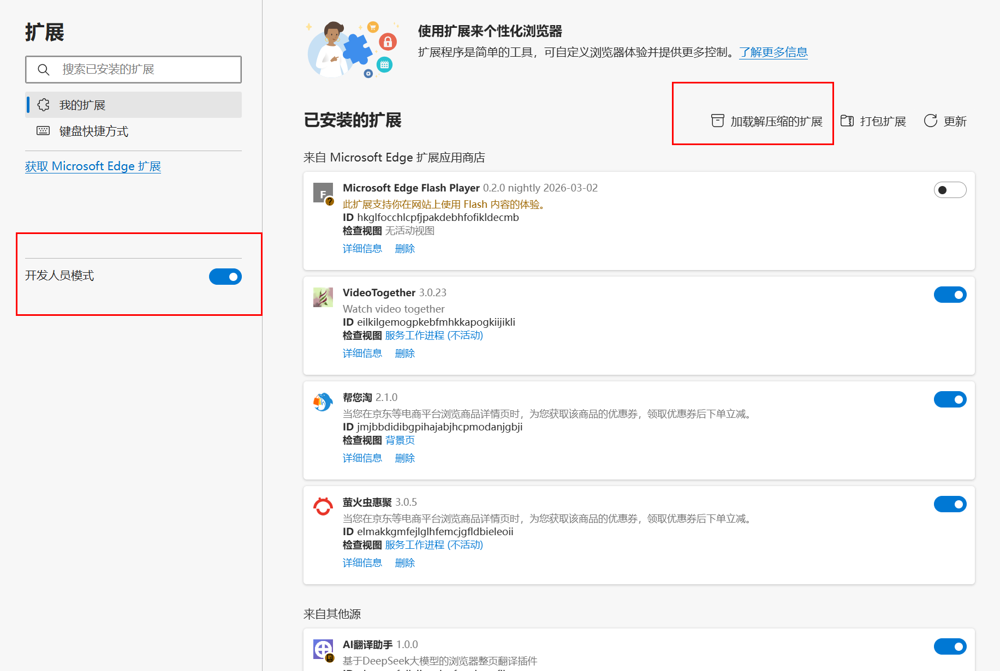 扩展
搜索已安装的扩展
我的扩展
键盘快捷方式
获取 Microsoft Edge 扩展
开发人员模式
使用扩展来个性化浏览器
扩展程序是简单的工具，可自定义浏览器体验并提供更多控制。了解更多信息
已安装的扩展
加载解压缩的扩展
打包扩展
更新
来自 Microsoft Edge 扩展应用商店
Microsoft Edge Flash Player 0.2.0 nightly 2026-03-02
此扩展支持你在网站上使用 Flash 内容的体验。
ID hkglfocchlcpfjpakdebhfofikldecmb
检查视图 无活动视图
详细信息 删除
VideoTogether 3.0.23
Watch video together
ID eilkilgemogpkebfmhkkapogkiijikli
检查视图 服务工作进程 (不活动)
详细信息 删除
帮您淘 2.1.0
当您在京东等电商平台浏览商品详情页时，为您获取该商品的优惠券，领取优惠券后下单立减。
ID jmjbbdidibgpihajabjhcpmodanjgbji
检查视图 背景页
详细信息 删除
萤火虫惠聚 3.0.5
当您在京东等电商平台浏览商品详情页时，为您获取该商品的优惠券，领取优惠券后下单立减。
ID elmakkgmfejlglhfemcjgfldbieleoii
检查视图 服务工作进程 (不活动)
详细信息 删除
来自其他源
AI翻译助手 1.0.0
基于DeepSeek大模型的浏览器整页翻译插件